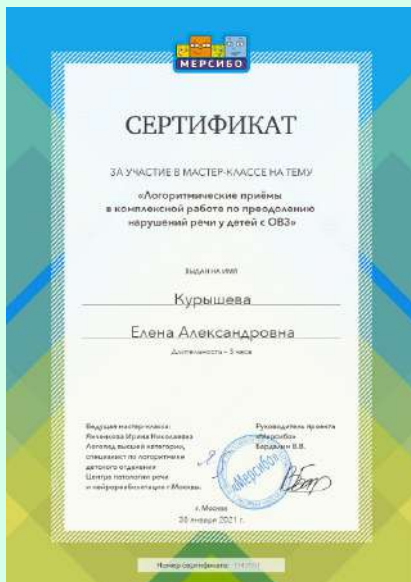 МЕРСИБО
СЕРТИФИКАТ
ЗА УЧАСТИЕ В МАСТЕР-КЛАССЕ НА ТЕМУ
«Логоритмические приёмы
в комплексной работе по преодолению
нарушений речи у детей с ОВЗ»
ВЫДАН НА ИМЯ
Курышева
Елена Александровна
Длительность – 3 часа
Ведущая мастер-класса:
Ирина Николаевна
Логопед высшей категории,
специалист по логоритмике
детского отделения
Центра патологии речи
и нейрореабилитации г. Москвы.
Руководитель проекта
«Мерсибо»
В.В.
«Мерсибо»
г. Москва
января 2021 г.
Номер сертификата: